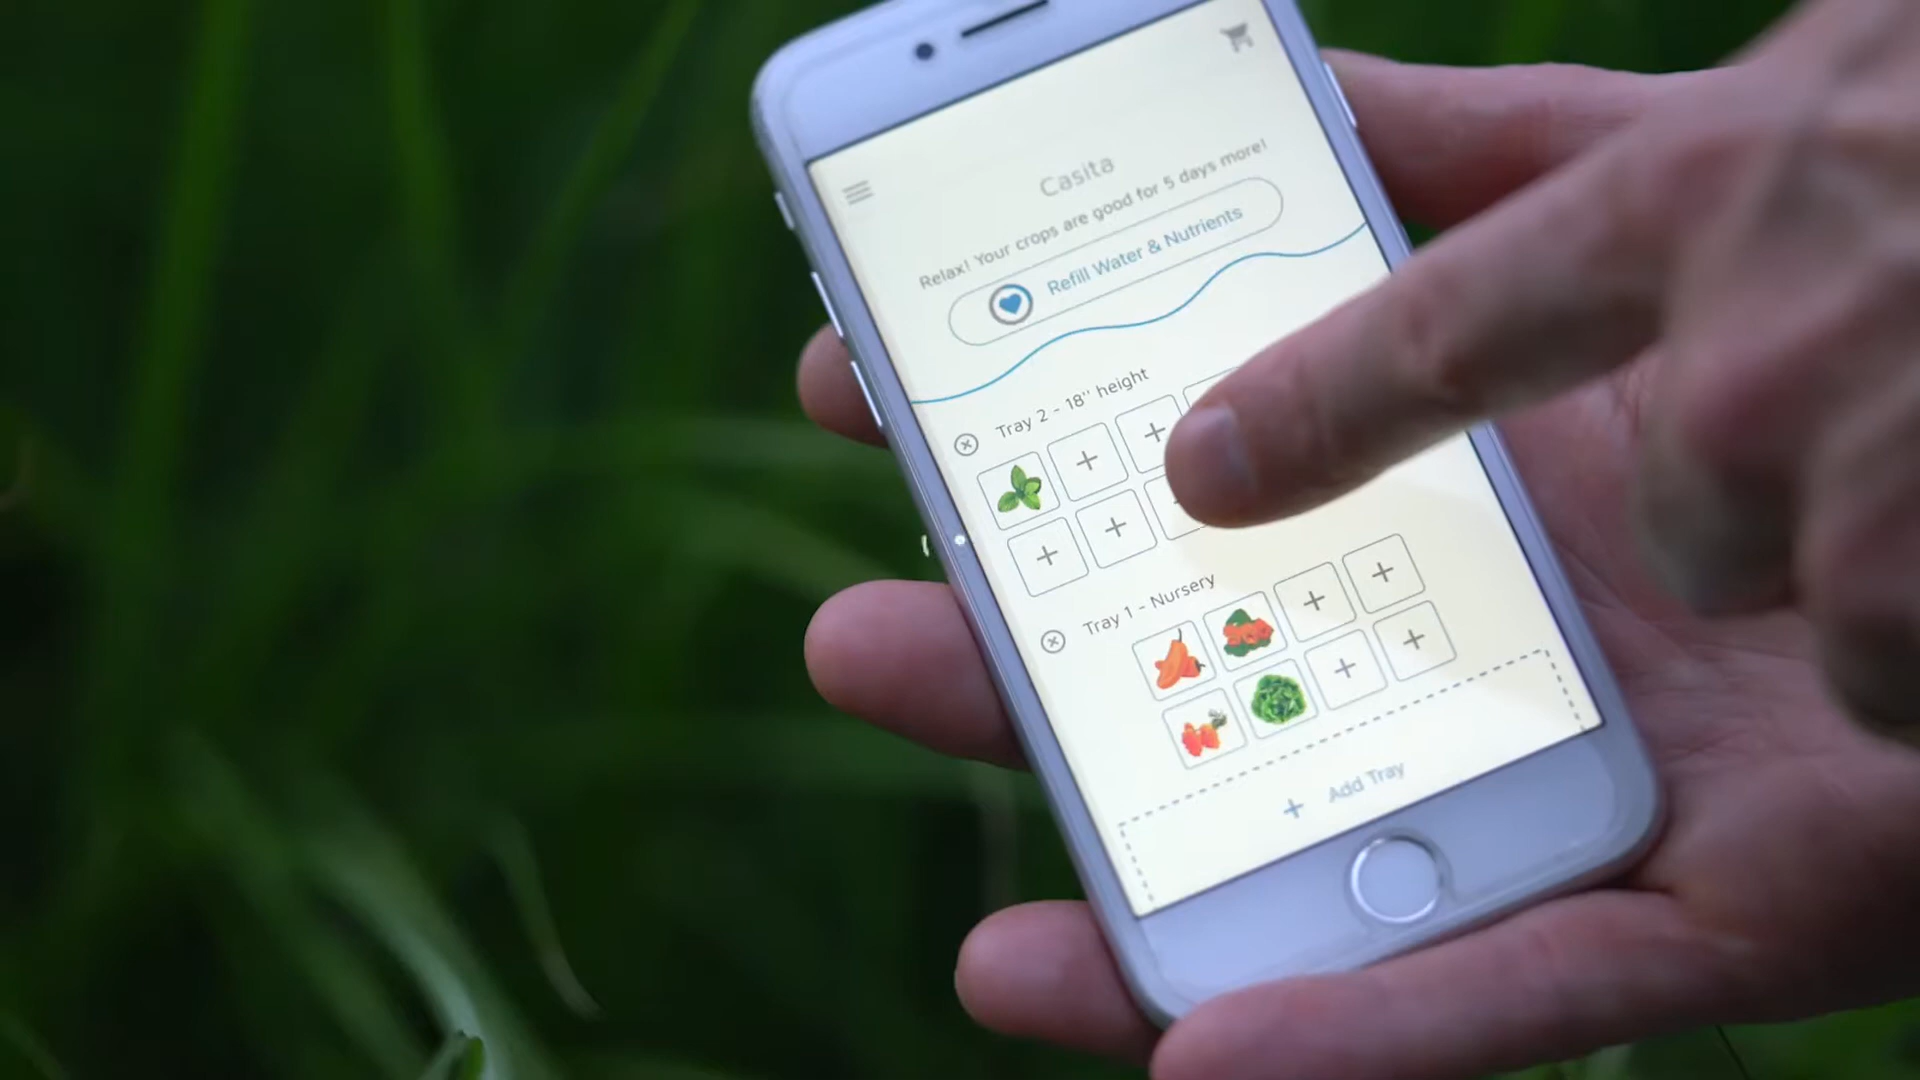 Casita
Relax! Your crops are good for 5 days more!
Refill Water & Nutrients
Tray 2 - 18'' height
+ +
+ + +
Tray 1 - Nursery
+ +
+ +
+ Add Tray